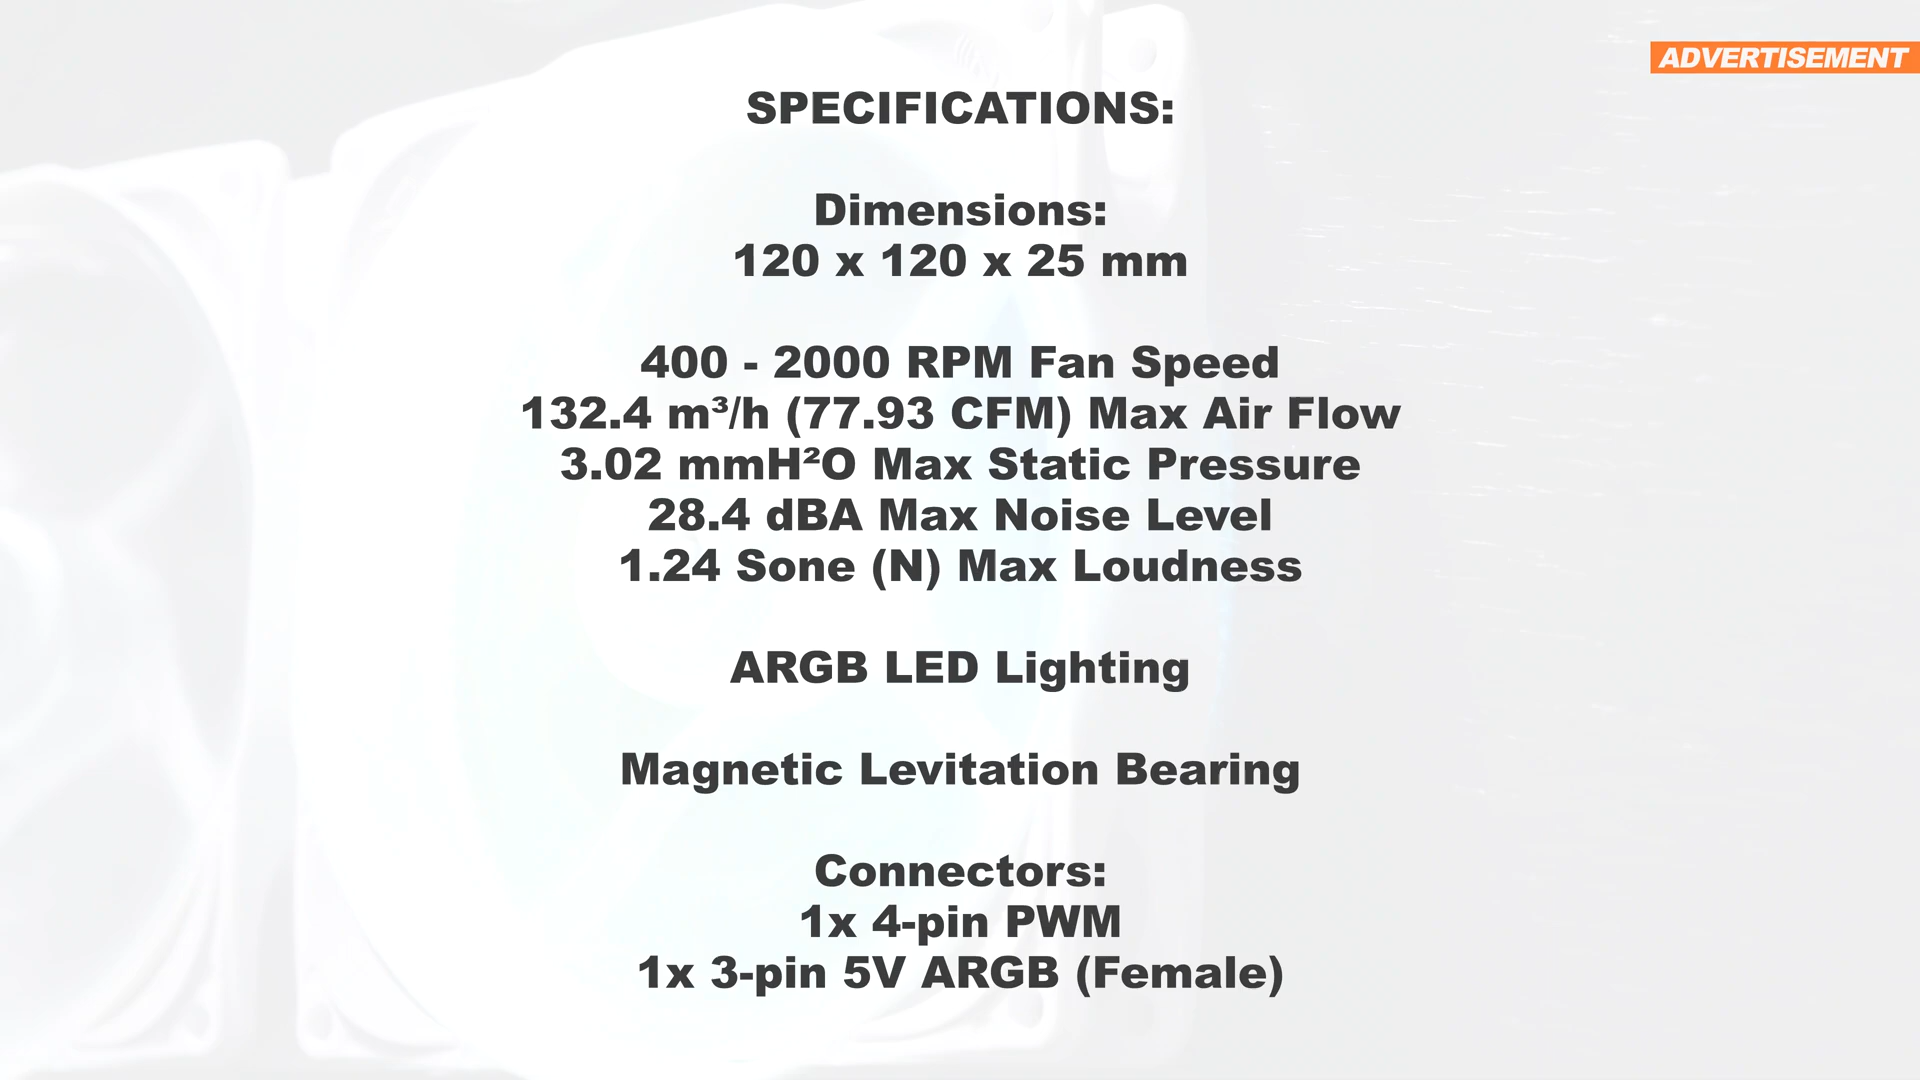 ADVERTISEMENT
SPECIFICATIONS:
Dimensions:
120 x 120 x 25 mm
400 - 2000 RPM Fan Speed
132.4 m³/h (77.93 CFM) Max Air Flow
3.02 mmH²O Max Static Pressure
28.4 dBA Max Noise Level
1.24 Sone (N) Max Loudness
ARGB LED Lighting
Magnetic Levitation Bearing
Connectors:
1x 4-pin PWM
1x 3-pin 5V ARGB (Female)